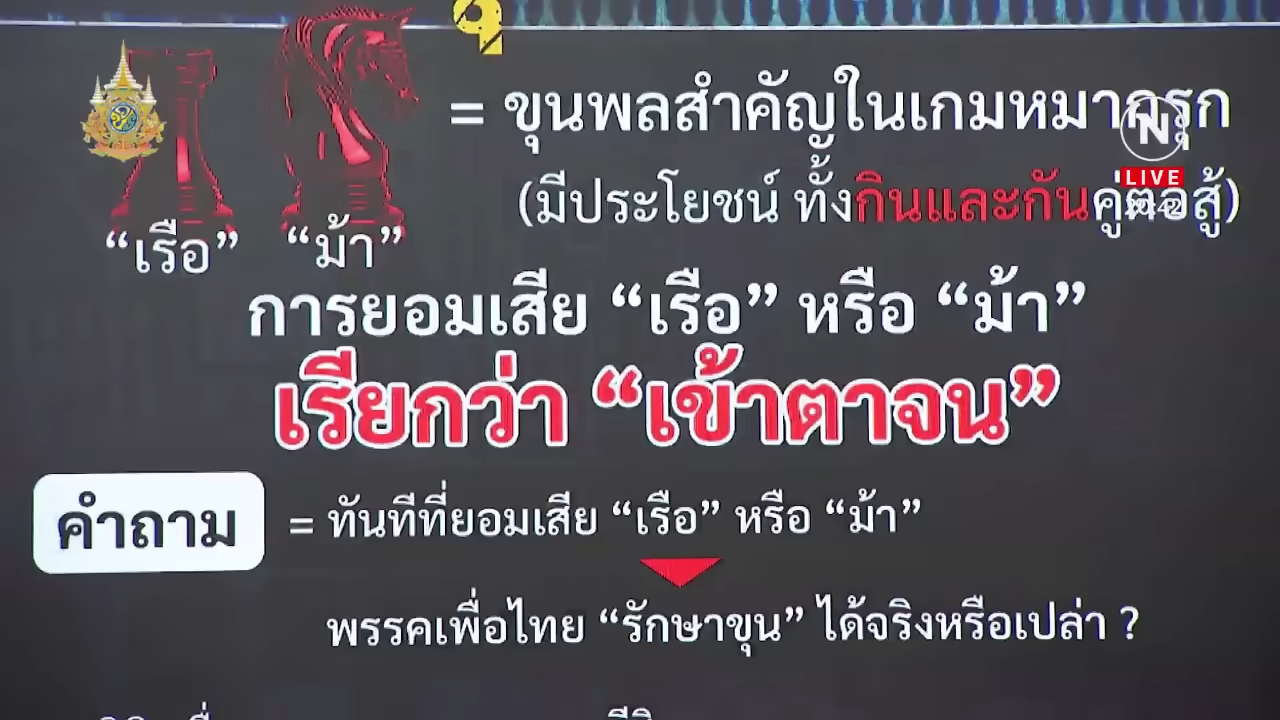 = ขุนพลสำคัญในเกมหมากรุก
N
(มีประโยชน์ ทั้งกินและกันคู่ต่อสู้)
LIVE
“เรือ” “ม้า”
การยอมเสีย “เรือ” หรือ “ม้า”
เรียกว่า “เข้าตาจน”
คำถาม = ทันทีที่ยอมเสีย “เรือ” หรือ “ม้า”
พรรคเพื่อไทย “รักษาขุน” ได้จริงหรือเปล่า ?